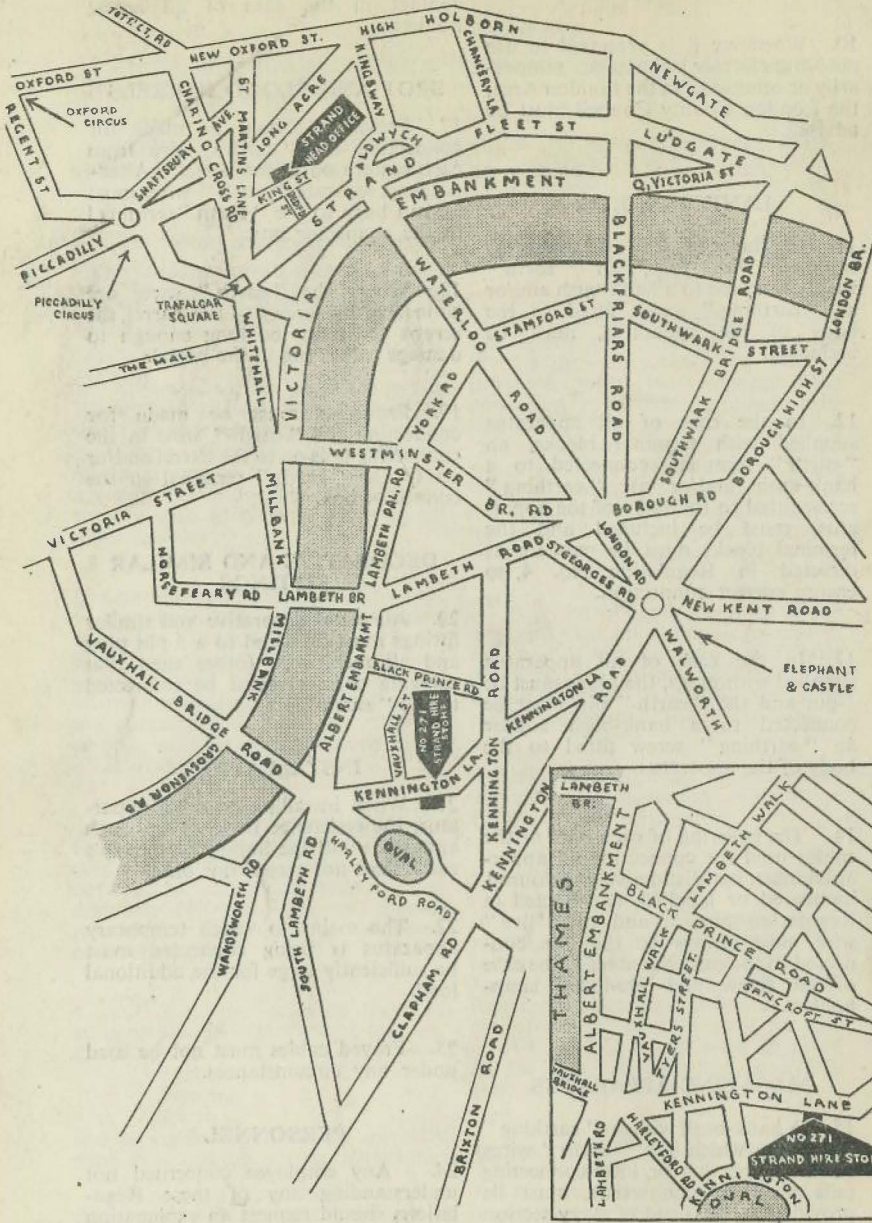 TOTT. CT. RD
HIGH HOLBORN
NEW OXFORD ST.
OXFORD ST
OXFORD CIRCUS
REGENT ST
CHARING CROSS RD
SHAFTSBURY AVE.
ST MARTINS LANE
LONG ACRE
KINGSWAY
CHANCERY LA
NEWGATE
STRAND
HEAD OFFICE
ALDWYCH
FLEET ST
LUDGATE
KING ST
BEDFORD ST
STRAND
EMBANKMENT
Q. VICTORIA ST
PICCADILLY
PICCADILLY
CIRCUS
TRAFALGAR
SQUARE
THE MALL
WHITEHALL
VICTORIA
WATERLOO ROAD
STAMFORD ST
BLACKFRIARS ROAD
SOUTHWARK STREET
SOUTHWARK BRIDGE ROAD
LONDON BR.
BOROUGH HIGH ST
YORK RD
WESTMINSTER BR. RD
BOROUGH RD
VICTORIA STREET
MILLBANK
LAMBETH PAL. RD
HORSEFERRY RD
LAMBETH BR
LAMBETH ROAD
ST GEORGES RD
LONDON RD
NEW KENT ROAD
WALWORTH
ELEPHANT
& CASTLE
VAUXHALL BRIDGE ROAD
MILLBANK
ALBERT EMBANKMT
BLACK PRINCE RD
VAUXHALL ST
NO 271
STRAND HIRE
STORE
KENNINGTON ROAD
KENNINGTON LA
ROAD
GROSVENOR RD
KENNINGTON LA.
KENNINGTON
OVAL
HARLEYFORD ROAD
WANDSWORTH RD
SOUTH LAMBETH RD
CLAPHAM RD
BRIXTON ROAD
LAMBETH
BR.
LAMBETH WALK
THAMES
ALBERT EMBANKMENT
BLACK PRINCE ROAD
VAUXHALL WALK
TYERS STREET
SANCROFT ST
VAUXHALL
BRIDGE
KENNINGTON LANE
LAMBETH RD
HARLEYFORD RD
NO 271
STRAND HIRE STORE
KENNINGTON
OVAL